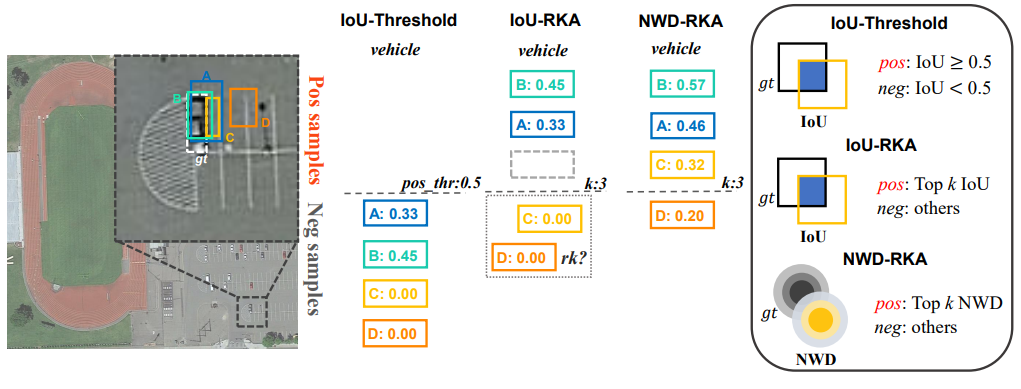 IoU-Threshold
vehicle
IoU-RKA
vehicle
NWD-RKA
vehicle
Pos samples
Neg samples
A
B
C
D
gt
pos_thr:0.5
A: 0.33
B: 0.45
C: 0.00
D: 0.00
B: 0.45
A: 0.33
k:3
C: 0.00
D: 0.00
rk?
B: 0.57
A: 0.46
C: 0.32
k:3
D: 0.20
IoU-Threshold
gt
IoU
pos: IoU ≥ 0.5
neg: IoU < 0.5
IoU-RKA
gt
IoU
pos: Top k IoU
neg: others
NWD-RKA
gt
NWD
pos: Top k NWD
neg: others